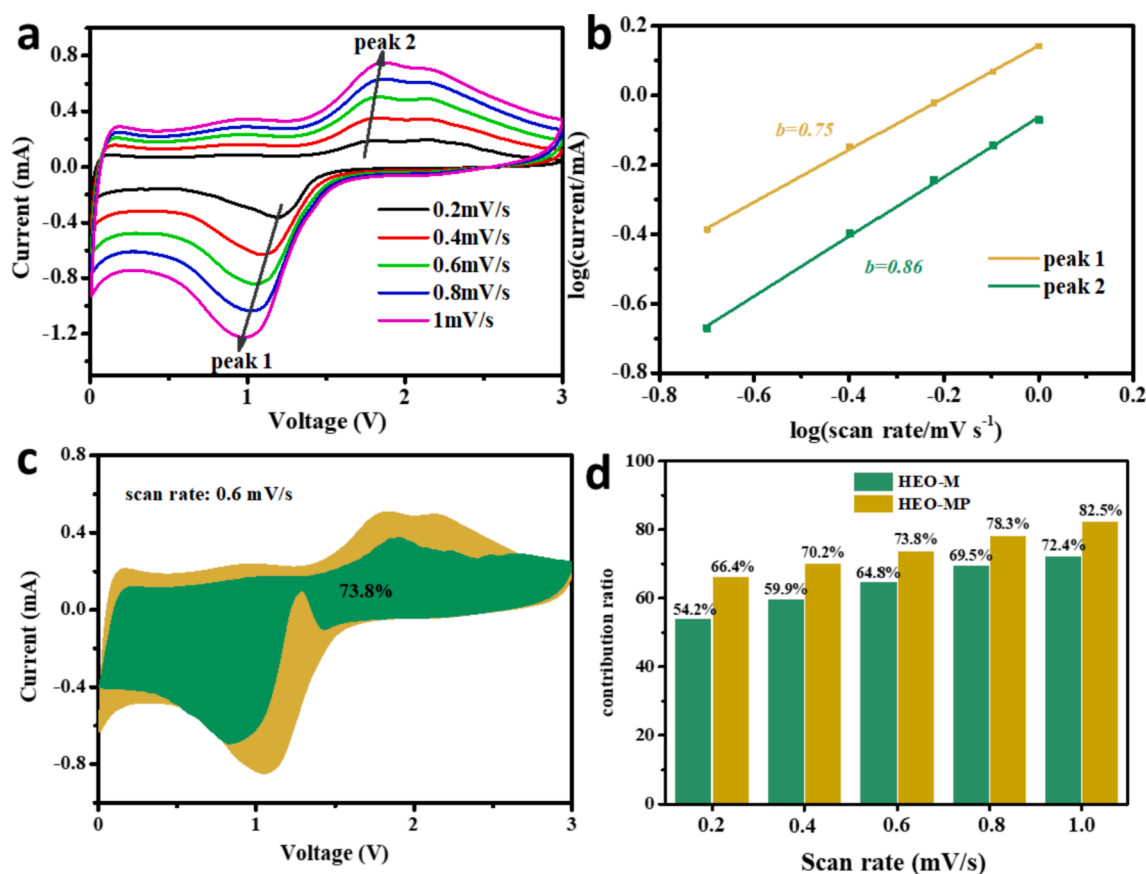 a
0.8
0.4
0.0
-0.4
-0.8
-1.2
Current (mA)
peak 2
peak 1
0.2mV/s
0.4mV/s
0.6mV/s
0.8mV/s
1mV/s
0
1
2
3
Voltage (V)
b
0.2
0.0
-0.2
-0.4
-0.6
-0.8
log(current/mA)
b=0.75
b=0.86
peak 1
peak 2
-0.8
-0.6
-0.4
-0.2
0.0
0.2
log(scan rate/mV s⁻¹)
c
0.8
0.4
0.0
-0.4
-0.8
Current (mA)
scan rate: 0.6 mV/s
73.8%
0
1
2
3
Voltage (V)
d
100
80
60
40
20
0
contribution ratio
HEO-M
HEO-MP
54.2%
66.4%
59.9%
70.2%
64.8%
73.8%
69.5%
78.3%
72.4%
82.5%
0.2
0.4
0.6
0.8
1.0
Scan rate (mV/s)